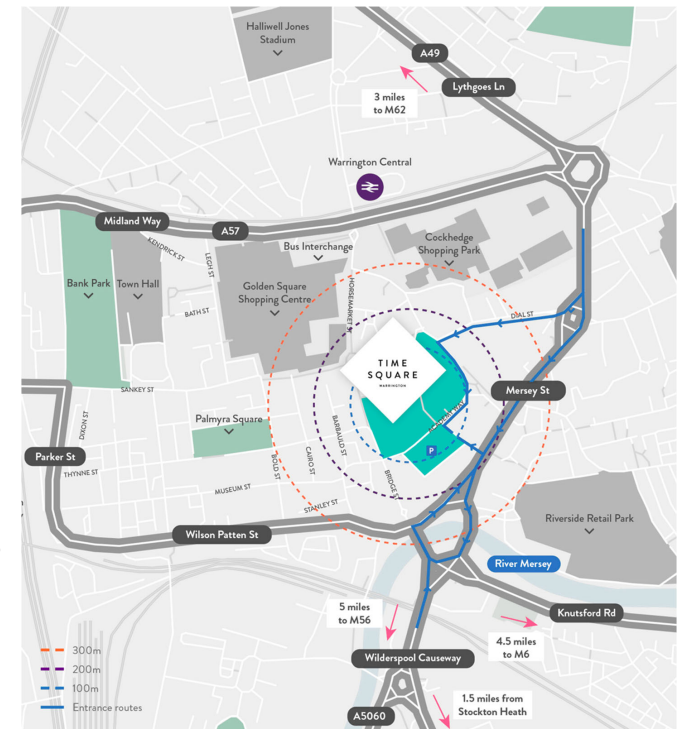 Halliwell Jones
Stadium
A49
Lythgoes Ln
3 miles
to M62
Warrington Central
Midland Way
A57
KENDRICK ST
LEGH ST
Bus Interchange
Cockhedge
Shopping Park
Bank Park
Town Hall
Golden Square
Shopping Centre
HORSEMARKET ST
BATH ST
DIAL ST
TIME
SQUARE
WARRINGTON
SANKEY ST
Mersey St
DIXON ST
Palmyra Square
BARBAULD ST
ACADEMY WAY
P
Parker St
THYNNE ST
BOLD ST
CAIRO ST
MUSEUM ST
BRIDGE ST
STANLEY ST
Riverside Retail Park
Wilson Patten St
River Mersey
5 miles
to M56
Knutsford Rd
4.5 miles
to M6
300m
200m
100m
Entrance routes
Wilderspool Causeway
1.5 miles from
Stockton Heath
A5060